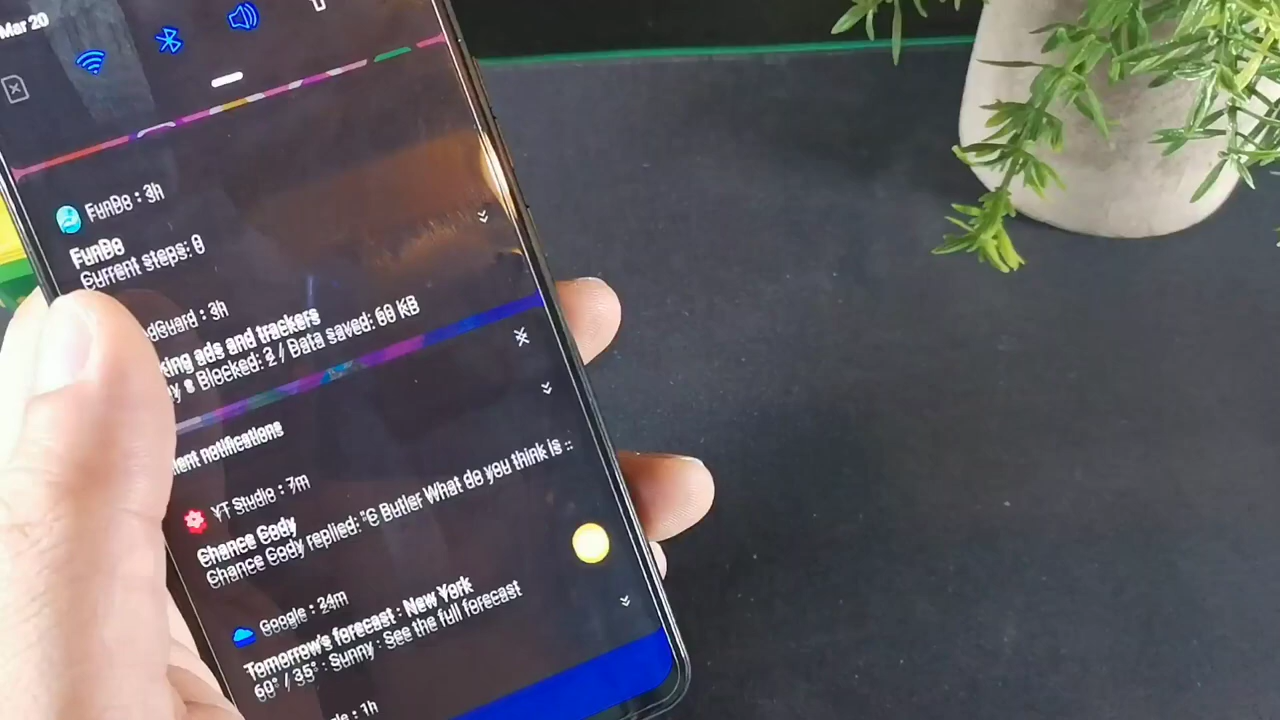 Mar 20
FunDo • 3h
FunDo
Current steps: 0
dGuard • 3h
king ads and trackers
Blocked: 2 / Data saved: 60 KB
ent notifications
YT Studio • 7m
Chance Cody
Chance Cody replied: "C Butler What do you think is
Google • 24m
Tomorrow's forecast • New York
60° / 35° • Sunny • See the full forecast
1h